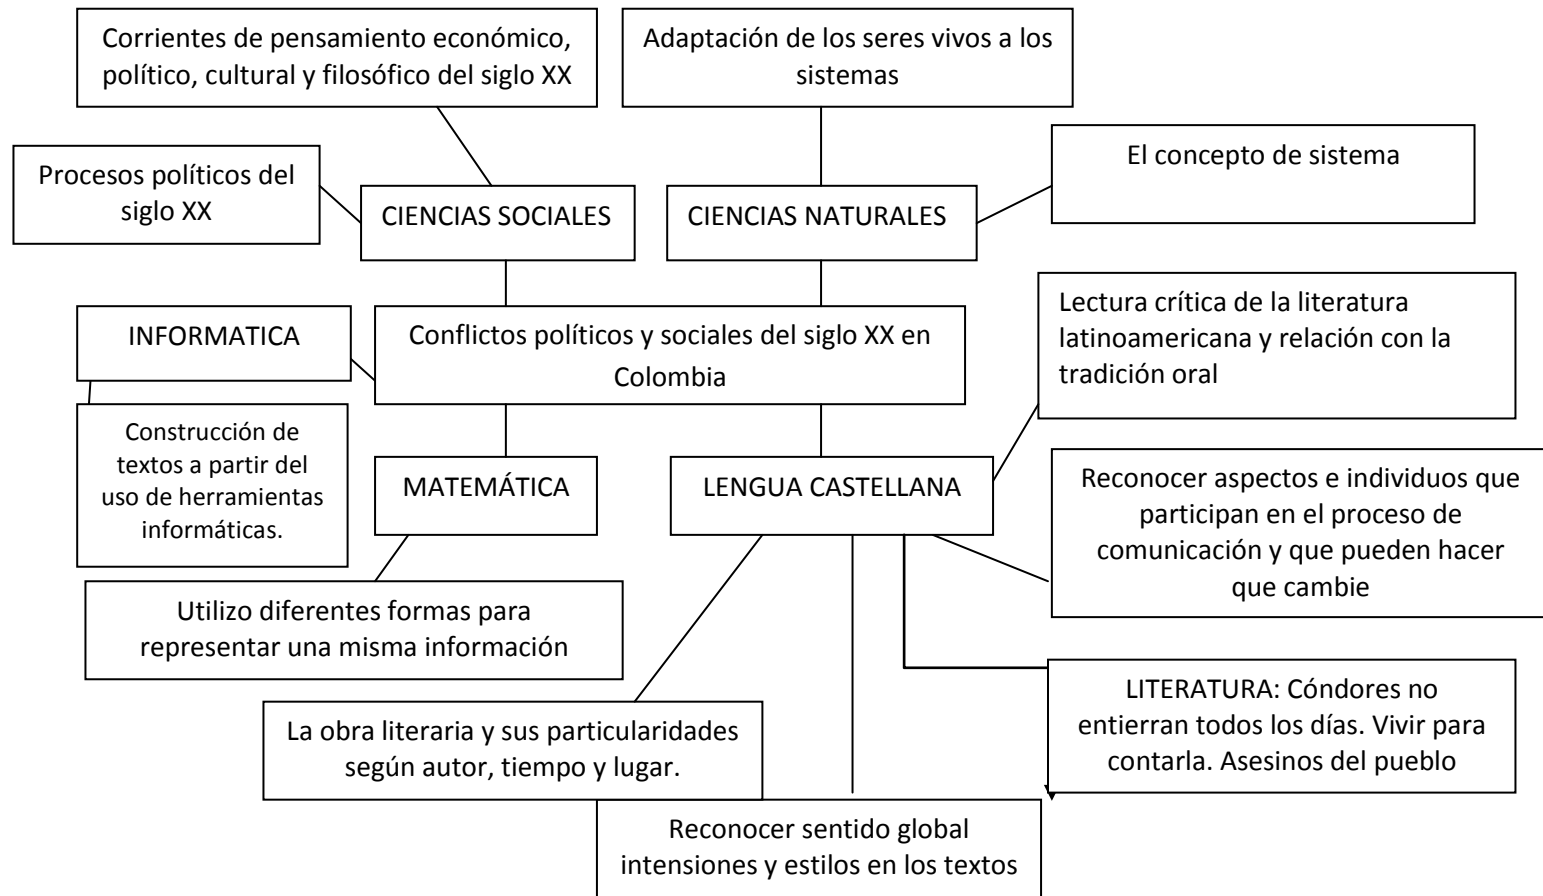 Corrientes de pensamiento económico,
político, cultural y filosófico del siglo XX
Adaptación de los seres vivos a los
sistemas
Procesos políticos del
siglo XX
El concepto de sistema
CIENCIAS SOCIALES
CIENCIAS NATURALES
INFORMATICA
Conflictos políticos y sociales del siglo XX en
Colombia
Lectura crítica de la literatura
latinoamericana y relación con la
tradición oral
Construcción de
textos a partir del
uso de herramientas
informáticas.
MATEMÁTICA
LENGUA CASTELLANA
Reconocer aspectos e individuos que
participan en el proceso de
comunicación y que pueden hacer
que cambie
Utilizo diferentes formas para
representar una misma información
La obra literaria y sus particularidades
según autor, tiempo y lugar.
LITERATURA: Cóndores no
entierran todos los días. Vivir para
contarla. Asesinos del pueblo
Reconocer sentido global
intensiones y estilos en los textos